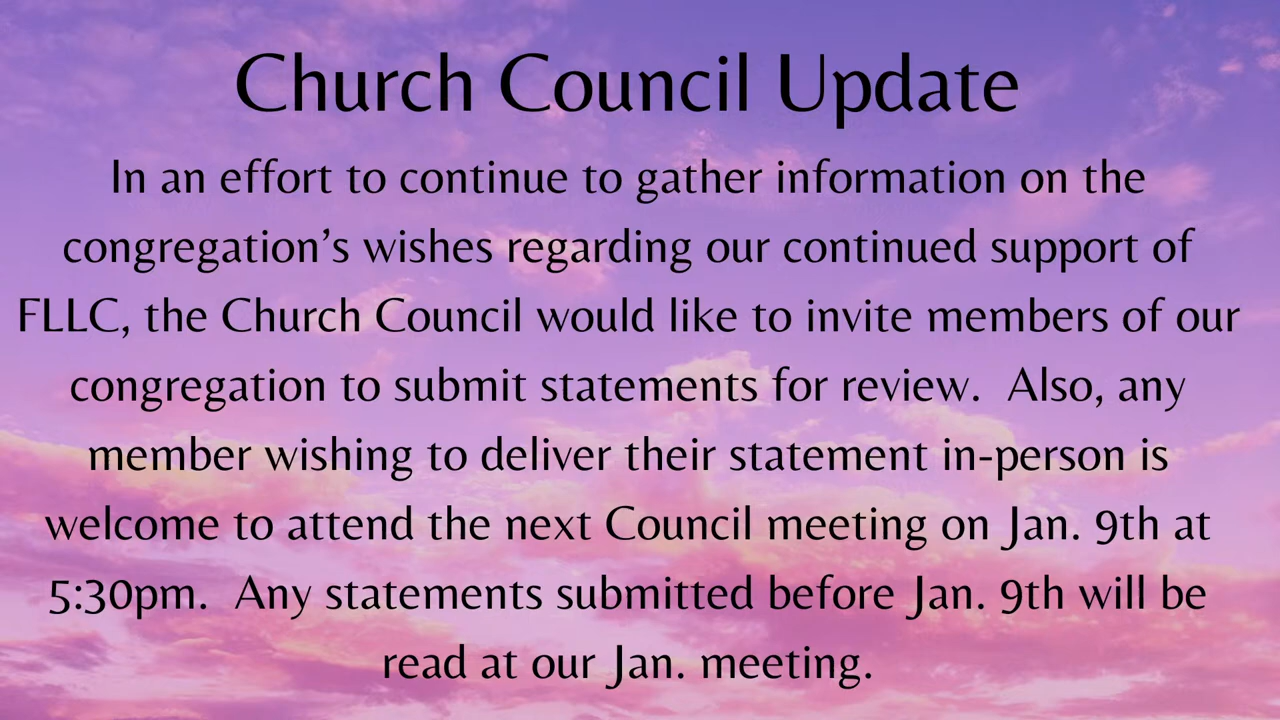 Church Council Update
In an effort to continue to gather information on the
congregation’s wishes regarding our continued support of
FLLC, the Church Council would like to invite members of our
congregation to submit statements for review.  Also, any
member wishing to deliver their statement in-person is
welcome to attend the next Council meeting on Jan. 9th at
5:30pm.  Any statements submitted before Jan. 9th will be
read at our Jan. meeting.